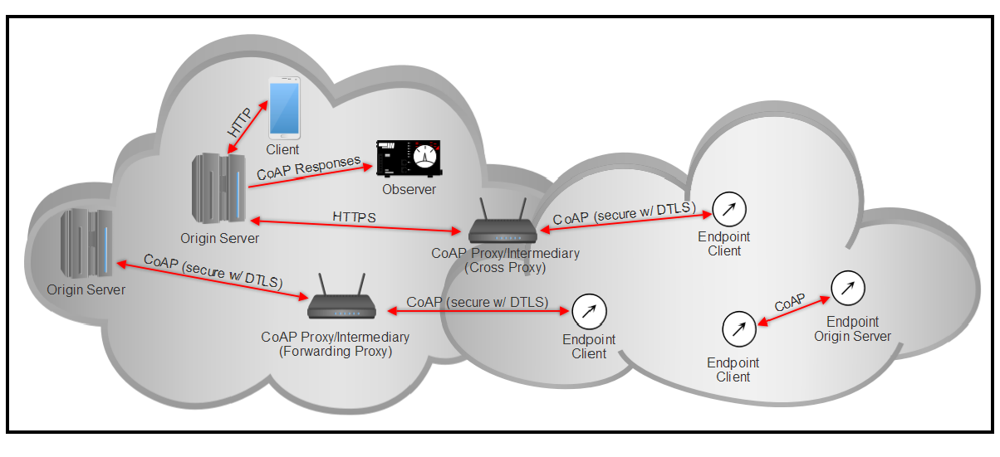 HTTP
Client
CoAP Responses
Observer
Origin Server
HTTPS
CoAP Proxy/Intermediary
(Cross Proxy)
CoAP (secure w/ DTLS)
Endpoint
Client
Origin Server
CoAP (secure w/ DTLS)
CoAP Proxy/Intermediary
(Forwarding Proxy)
CoAP (secure w/ DTLS)
Endpoint
Client
CoAP
Endpoint
Origin Server
Endpoint
Client